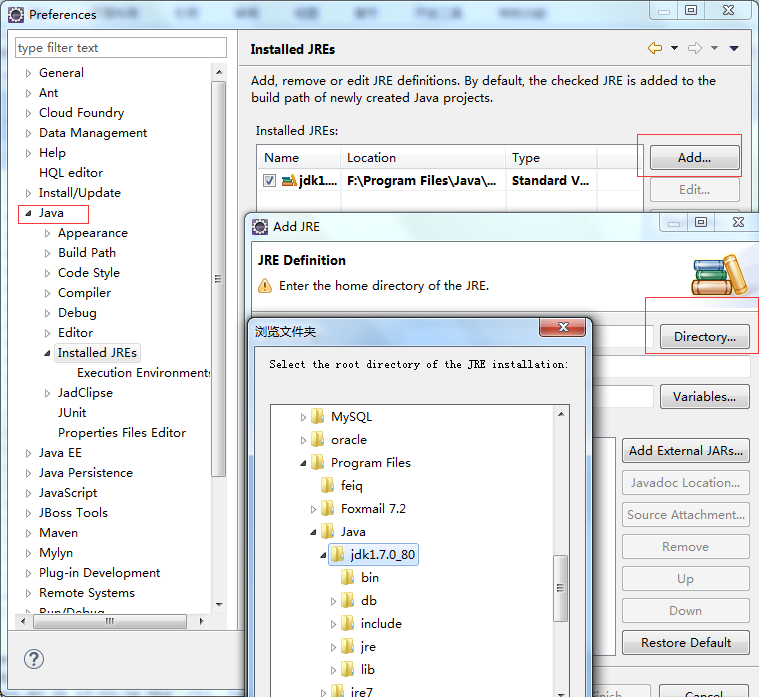 Preferences
type filter text
General
Ant
Cloud Foundry
Data Management
Help
HQL editor
Install/Update
Java
Appearance
Build Path
Code Style
Compiler
Debug
Editor
Installed JREs
Execution Environments
JadClipse
JUnit
Properties Files Editor
Java EE
Java Persistence
JavaScript
JBoss Tools
Maven
Mylyn
Plug-in Development
Remote Systems
Run/Debug
Installed JREs
Add, remove or edit JRE definitions. By default, the checked JRE is added to the
build path of newly created Java projects.
Installed JREs:
Name Location Type
jdk1.... F:\Program Files\Java\... Standard V...
Add...
Edit...
Add JRE
JRE Definition
Enter the home directory of the JRE.
Directory...
Variables...
Add External JARs...
Javadoc Location...
Source Attachment...
Remove
Up
Down
Restore Default
Cancel
浏览文件夹
Select the root directory of the JRE installation:
MySQL
oracle
Program Files
feiq
Foxmail 7.2
Java
jdk1.7.0_80
bin
db
include
jre
lib
jre7